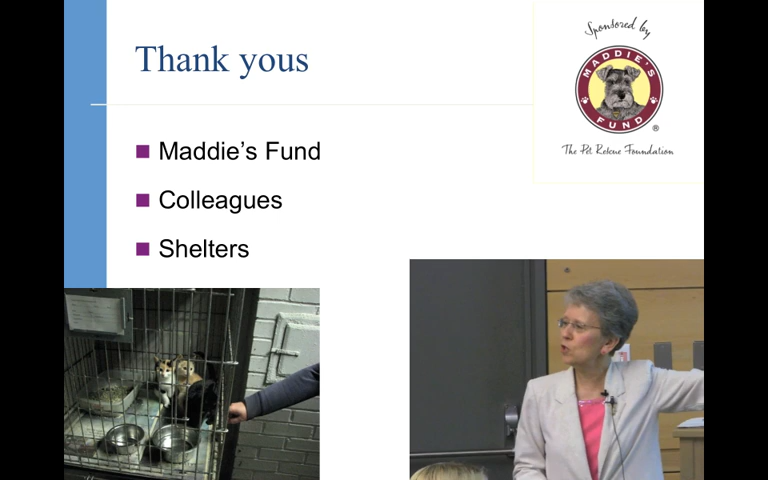 Thank yous
Sponsored by
MADDIE'S
FUND
®
The Pet Rescue Foundation
Maddie's Fund
Colleagues
Shelters